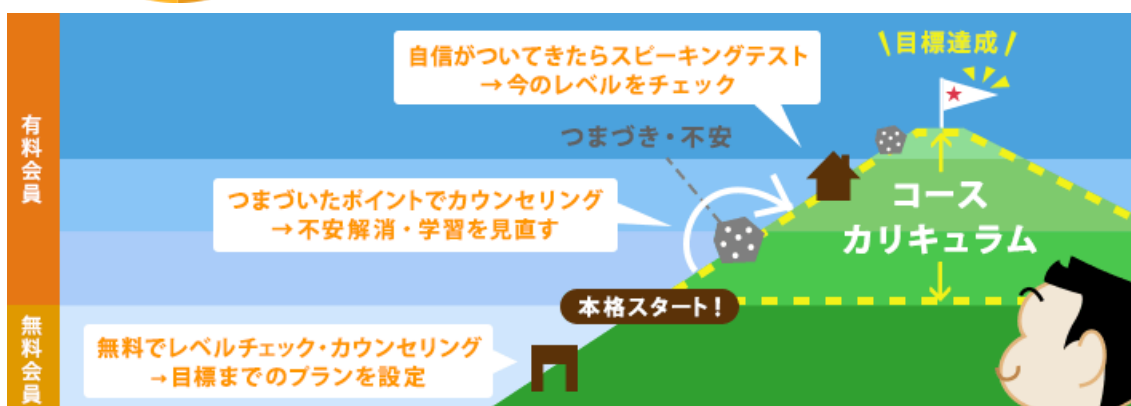 自信がついてきたらスピーキングテスト
→今のレベルをチェック
\目標達成/
有料会員
つまづき・不安
つまづいたポイントでカウンセリング
→不安解消・学習を見直す
コース
カリキュラム
本格スタート！
無料会員
無料でレベルチェック・カウンセリング
→目標までのプランを設定